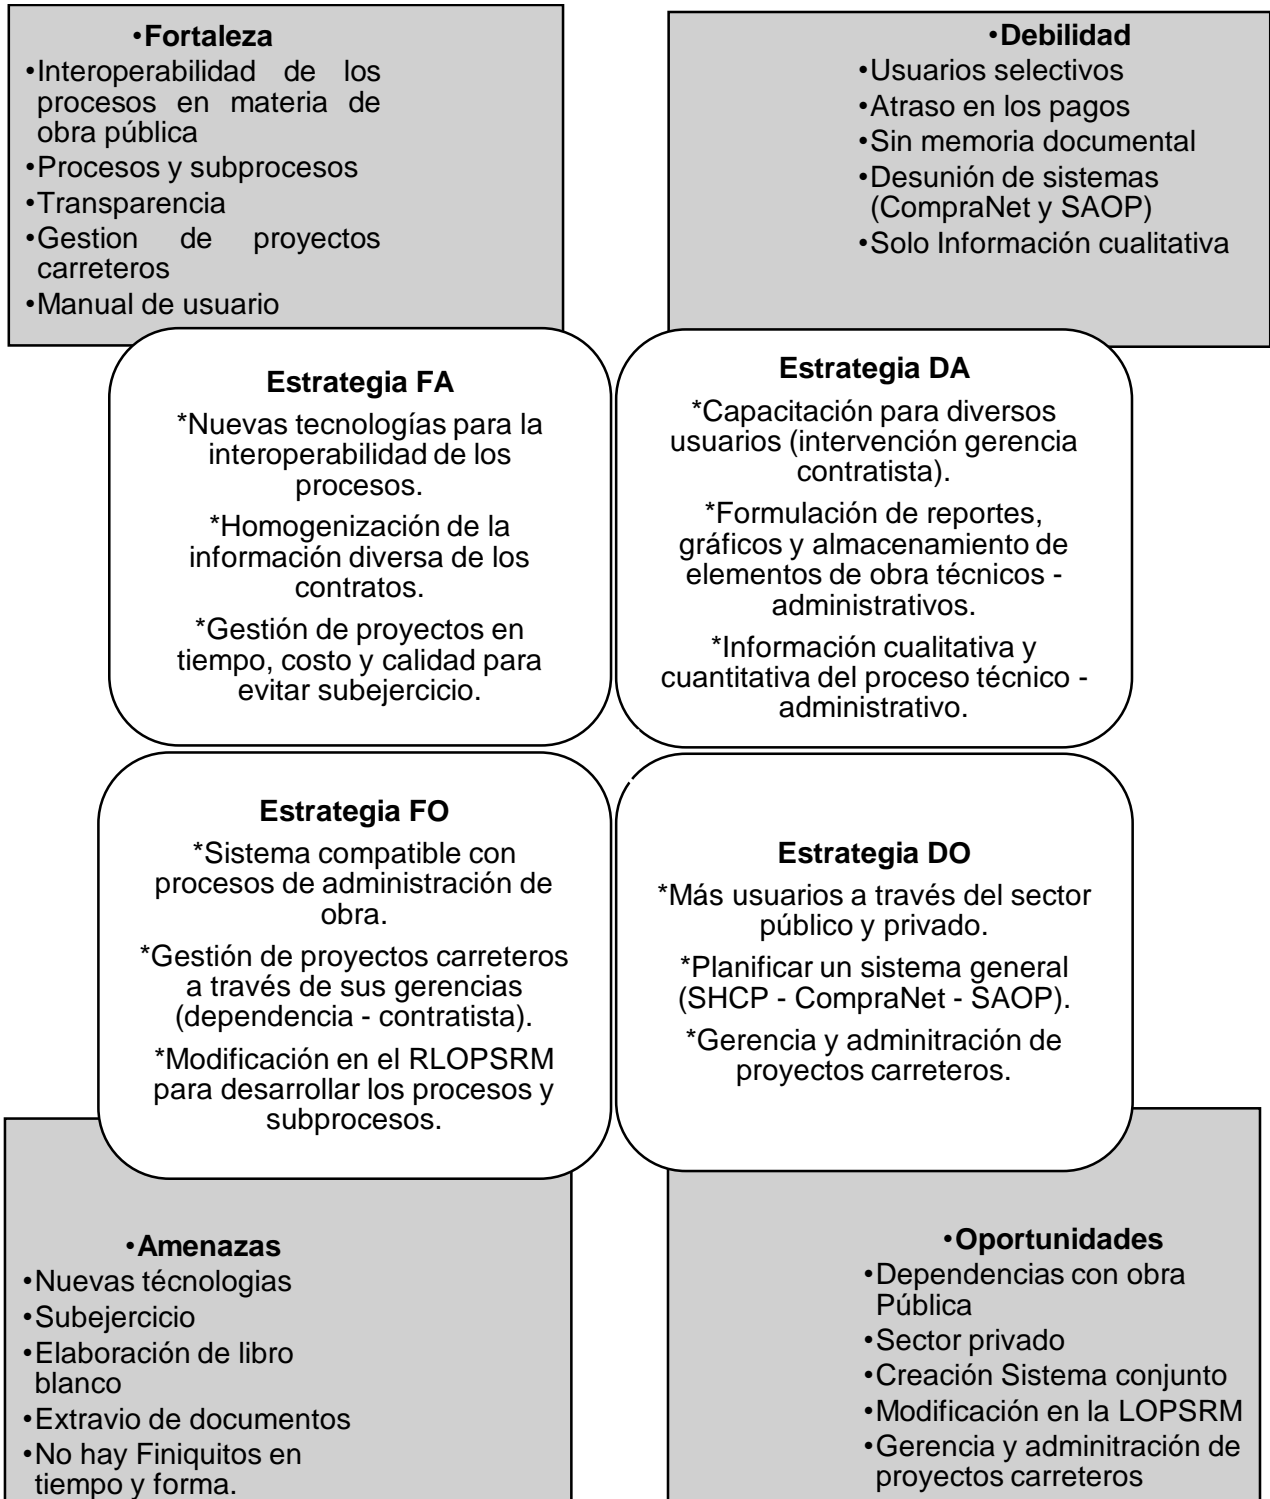 •Fortaleza
•Interoperabilidad de los
procesos en materia de
obra pública
•Procesos y subprocesos
•Transparencia
•Gestion de proyectos
carreteros
•Manual de usuario
•Debilidad
•Usuarios selectivos
•Atraso en los pagos
•Sin memoria documental
•Desunión de sistemas
(CompraNet y SAOP)
•Solo Información cualitativa
Estrategia FA
*Nuevas tecnologías para la
interoperabilidad de los
procesos.
*Homogenización de la
información diversa de los
contratos.
*Gestión de proyectos en
tiempo, costo y calidad para
evitar subejercicio.
Estrategia DA
*Capacitación para diversos
usuarios (intervención gerencia
contratista).
*Formulación de reportes,
gráficos y almacenamiento de
elementos de obra técnicos -
administrativos.
*Información cualitativa y
cuantitativa del proceso técnico -
administrativo.
Estrategia FO
*Sistema compatible con
procesos de administración de
obra.
*Gestión de proyectos carreteros
a través de sus gerencias
(dependencia - contratista).
*Modificación en el RLOPSRM
para desarrollar los procesos y
subprocesos.
Estrategia DO
*Más usuarios a través del sector
público y privado.
*Planificar un sistema general
(SHCP - CompraNet - SAOP).
*Gerencia y adminitración de
proyectos carreteros.
•Amenazas
•Nuevas técnologias
•Subejercicio
•Elaboración de libro
blanco
•Extravio de documentos
•No hay Finiquitos en
tiempo y forma.
•Oportunidades
•Dependencias con obra
Pública
•Sector privado
•Creación Sistema conjunto
•Modificación en la LOPSRM
•Gerencia y adminitración de
proyectos carreteros